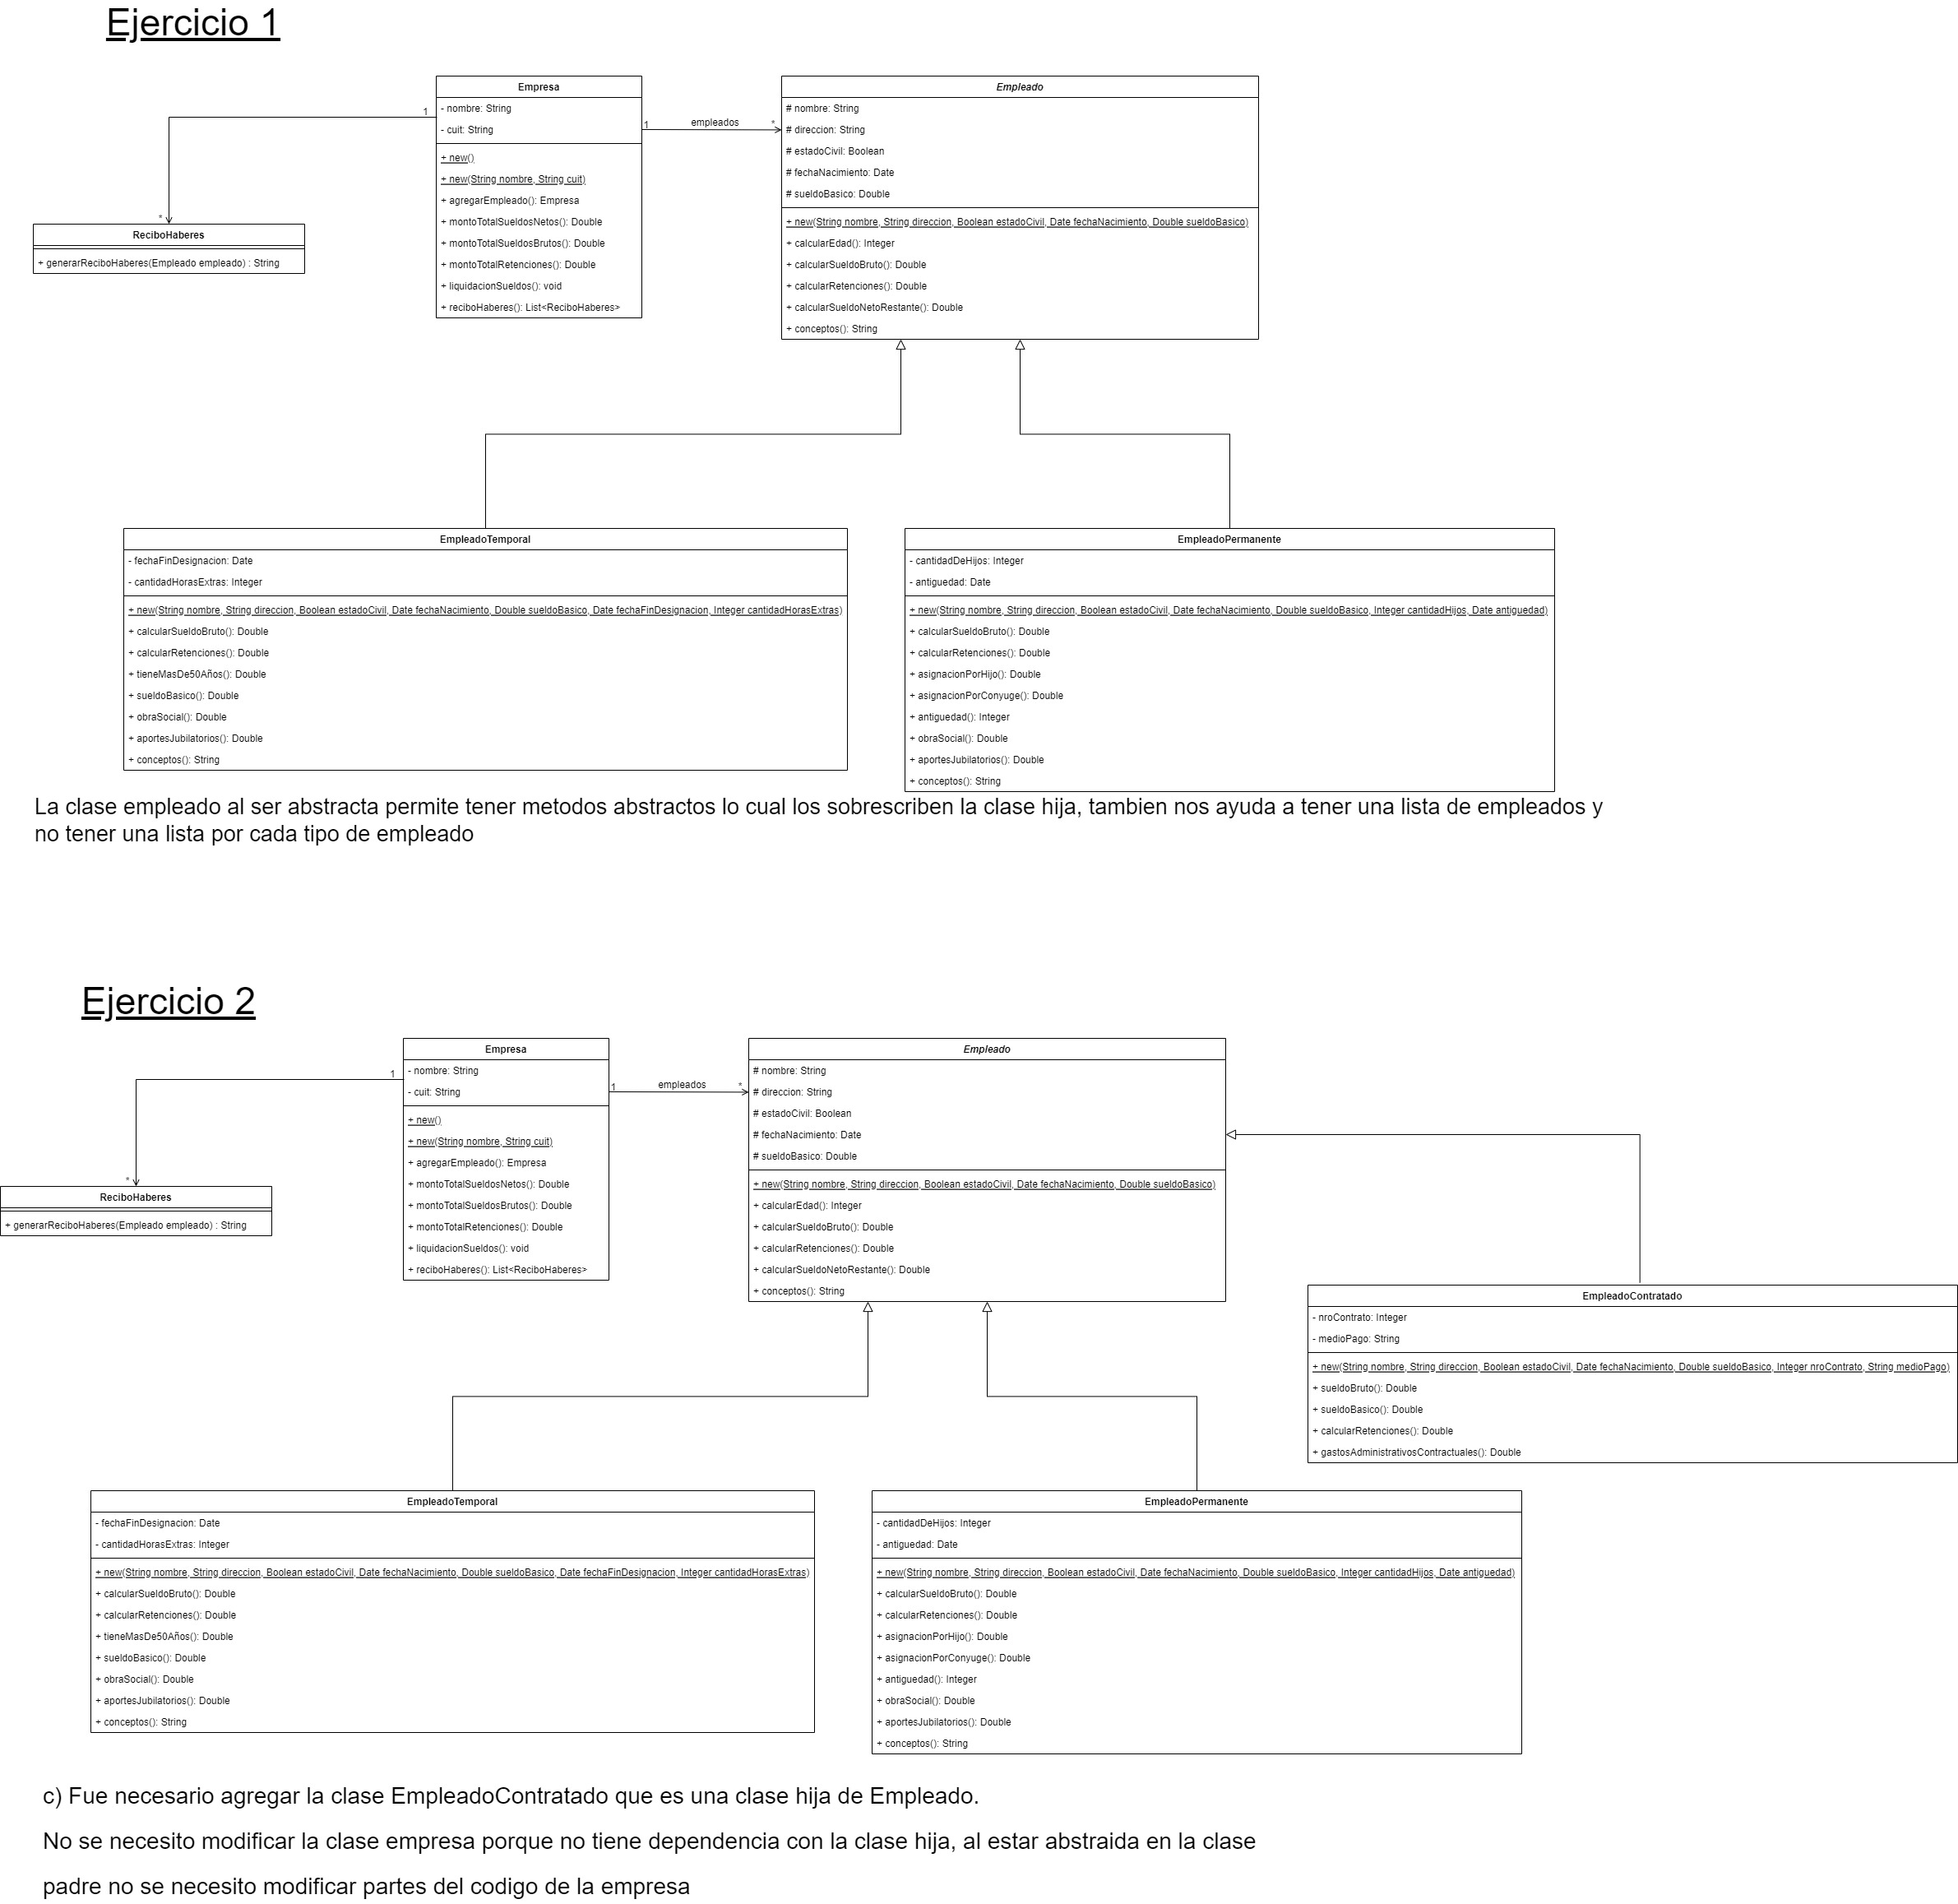 Ejercicio 1
Empresa
- nombre: String
- cuit: String
+ new()
+ new(String nombre, String cuit)
+ agregarEmpleado(): Empresa
+ montoTotalSueldosNetos(): Double
+ montoTotalSueldosBrutos(): Double
+ montoTotalRetenciones(): Double
+ liquidacionSueldos(): void
+ reciboHaberes(): List<ReciboHaberes>
1
*
1
empleados
*
Empleado
# nombre: String
# direccion: String
# estadoCivil: Boolean
# fechaNacimiento: Date
# sueldoBasico: Double
+ new(String nombre, String direccion, Boolean estadoCivil, Date fechaNacimiento, Double sueldoBasico)
+ calcularEdad(): Integer
+ calcularSueldoBruto(): Double
+ calcularRetenciones(): Double
+ calcularSueldoNetoRestante(): Double
+ conceptos(): String
ReciboHaberes
+ generarReciboHaberes(Empleado empleado) : String
EmpleadoTemporal
- fechaFinDesignacion: Date
- cantidadHorasExtras: Integer
+ new(String nombre, String direccion, Boolean estadoCivil, Date fechaNacimiento, Double sueldoBasico, Date fechaFinDesignacion, Integer cantidadHorasExtras)
+ calcularSueldoBruto(): Double
+ calcularRetenciones(): Double
+ tieneMasDe50Años(): Double
+ sueldoBasico(): Double
+ obraSocial(): Double
+ aportesJubilatorios(): Double
+ conceptos(): String
EmpleadoPermanente
- cantidadDeHijos: Integer
- antiguedad: Date
+ new(String nombre, String direccion, Boolean estadoCivil, Date fechaNacimiento, Double sueldoBasico, Integer cantidadHijos, Date antiguedad)
+ calcularSueldoBruto(): Double
+ calcularRetenciones(): Double
+ asignacionPorHijo(): Double
+ asignacionPorConyuge(): Double
+ antiguedad(): Integer
+ obraSocial(): Double
+ aportesJubilatorios(): Double
+ conceptos(): String
La clase empleado al ser abstracta permite tener metodos abstractos lo cual los sobrescriben la clase hija, tambien nos ayuda a tener una lista de empleados y
no tener una lista por cada tipo de empleado
Ejercicio 2
Empresa
- nombre: String
- cuit: String
+ new()
+ new(String nombre, String cuit)
+ agregarEmpleado(): Empresa
+ montoTotalSueldosNetos(): Double
+ montoTotalSueldosBrutos(): Double
+ montoTotalRetenciones(): Double
+ liquidacionSueldos(): void
+ reciboHaberes(): List<ReciboHaberes>
1
*
1
empleados
*
Empleado
# nombre: String
# direccion: String
# estadoCivil: Boolean
# fechaNacimiento: Date
# sueldoBasico: Double
+ new(String nombre, String direccion, Boolean estadoCivil, Date fechaNacimiento, Double sueldoBasico)
+ calcularEdad(): Integer
+ calcularSueldoBruto(): Double
+ calcularRetenciones(): Double
+ calcularSueldoNetoRestante(): Double
+ conceptos(): String
ReciboHaberes
+ generarReciboHaberes(Empleado empleado) : String
EmpleadoContratado
- nroContrato: Integer
- medioPago: String
+ new(String nombre, String direccion, Boolean estadoCivil, Date fechaNacimiento, Double sueldoBasico, Integer nroContrato, String medioPago)
+ sueldoBruto(): Double
+ sueldoBasico(): Double
+ calcularRetenciones(): Double
+ gastosAdministrativosContractuales(): Double
EmpleadoTemporal
- fechaFinDesignacion: Date
- cantidadHorasExtras: Integer
+ new(String nombre, String direccion, Boolean estadoCivil, Date fechaNacimiento, Double sueldoBasico, Date fechaFinDesignacion, Integer cantidadHorasExtras)
+ calcularSueldoBruto(): Double
+ calcularRetenciones(): Double
+ tieneMasDe50Años(): Double
+ sueldoBasico(): Double
+ obraSocial(): Double
+ aportesJubilatorios(): Double
+ conceptos(): String
EmpleadoPermanente
- cantidadDeHijos: Integer
- antiguedad: Date
+ new(String nombre, String direccion, Boolean estadoCivil, Date fechaNacimiento, Double sueldoBasico, Integer cantidadHijos, Date antiguedad)
+ calcularSueldoBruto(): Double
+ calcularRetenciones(): Double
+ asignacionPorHijo(): Double
+ asignacionPorConyuge(): Double
+ antiguedad(): Integer
+ obraSocial(): Double
+ aportesJubilatorios(): Double
+ conceptos(): String
c) Fue necesario agregar la clase EmpleadoContratado que es una clase hija de Empleado.
No se necesito modificar la clase empresa porque no tiene dependencia con la clase hija, al estar abstraida en la clase
padre no se necesito modificar partes del codigo de la empresa